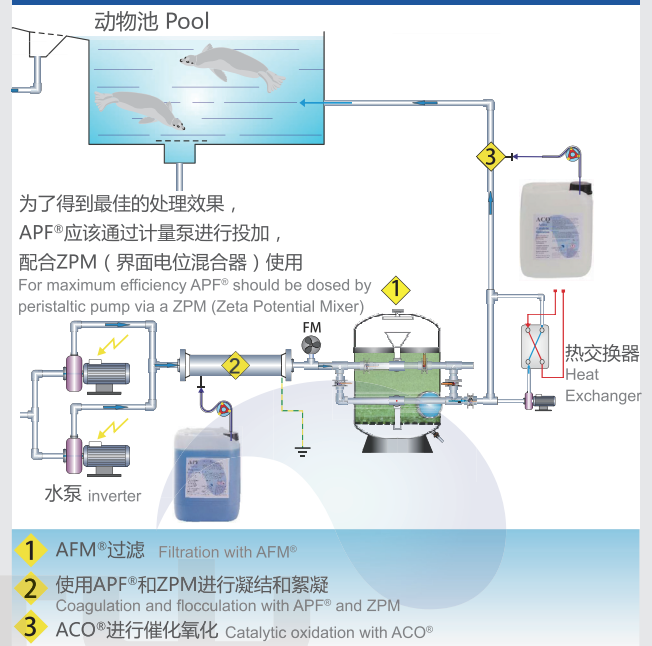 动物池 Pool
3
ACO
为了得到最佳的处理效果，
APF®应该通过计量泵进行投加，
配合ZPM（界面电位混合器）使用
For maximum efficiency APF® should be dosed by
peristaltic pump via a ZPM (Zeta Potential Mixer)
1
FM
2
热交换器
Heat
Exchanger
APF
水泵 inverter
1 AFM®过滤 Filtration with AFM®
2 使用APF®和ZPM进行凝结和絮凝
Coagulation and flocculation with APF® and ZPM
3 ACO®进行催化氧化 Catalytic oxidation with ACO®